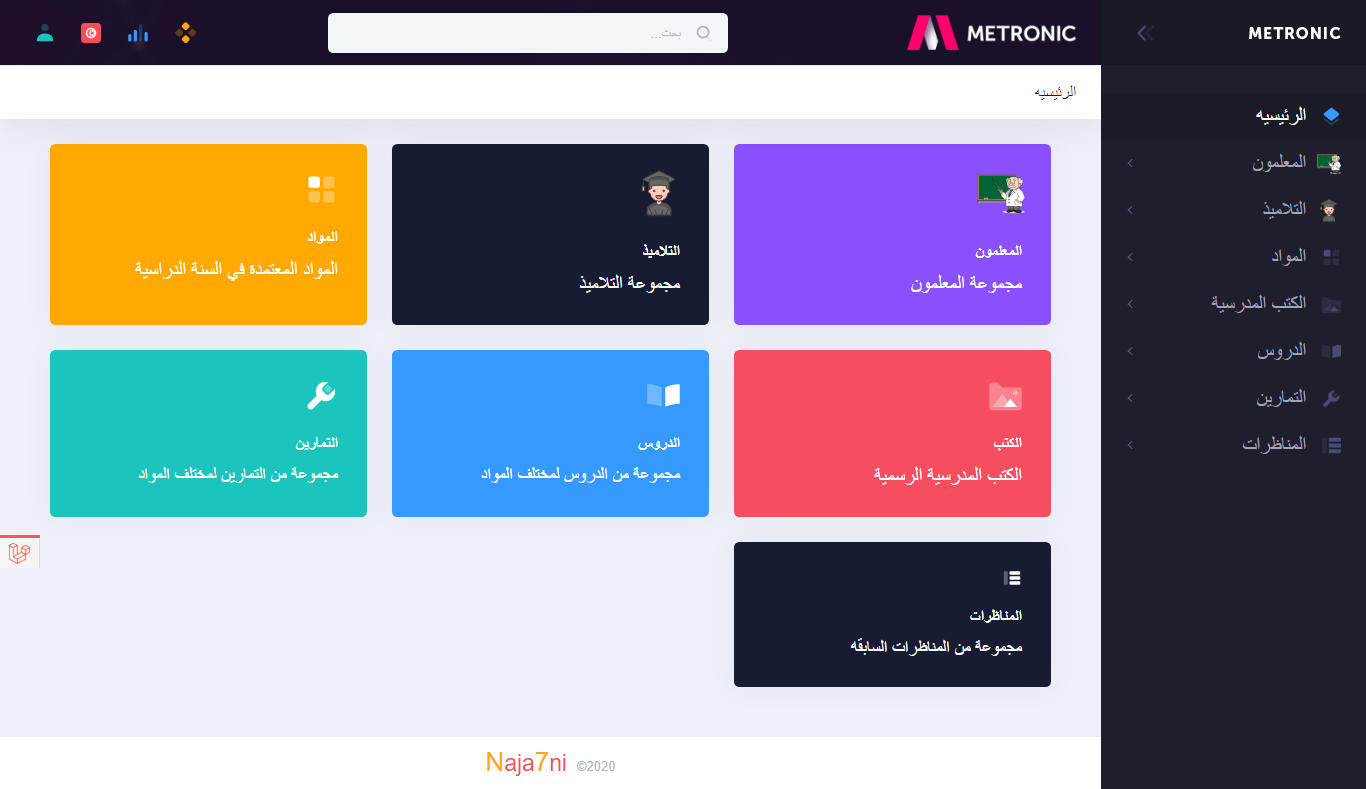 METRONIC
الرئيسيه
المعلمون
التلاميذ
المواد
الكتب المدرسية
الدروس
التمارين
المناظرات
METRONIC
بحث...
الرئيسيه
المعلمون
مجموعة المعلمون
التلاميذ
مجموعة التلاميذ
المواد
المواد المعتمدة في السنة الدراسية
الكتب
الكتب المدرسية الرسمية
الدروس
مجموعة من الدروس لمختلف المواد
التمارين
مجموعة من التمارين لمختلف المواد
المناظرات
مجموعة من المناظرات السابقه
Naja7ni ©2020